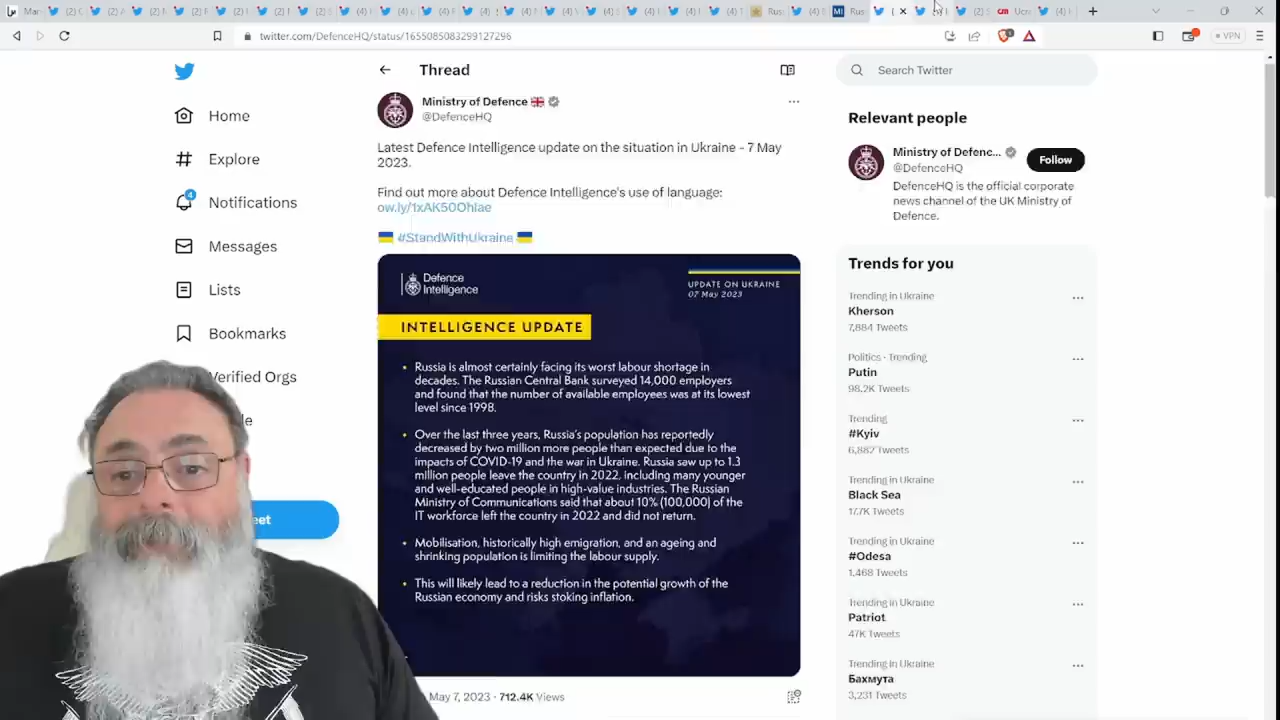 twitter.com/DefenceHQ/status/1655085083299127296
VPN
Home
Explore
4
Notifications
Messages
Lists
Bookmarks
Verified Orgs
Thread
Ministry of Defence
@DefenceHQ
Latest Defence Intelligence update on the situation in Ukraine - 7 May
2023.
Find out more about Defence Intelligence's use of language:
#StandWithUkraine
Defence
Intelligence
UPDATE ON UKRAINE
07 May 2023
INTELLIGENCE UPDATE
• Russia is almost certainly facing its worst labour shortage in
decades. The Russian Central Bank surveyed 14,000 employers
and found that the number of available employees was at its lowest
level since 1998.
• Over the last three years, Russia's population has reportedly
decreased by two million more people than expected due to the
impacts of COVID-19 and the war in Ukraine. Russia saw up to 1.3
million people leave the country in 2022, including many younger
and well-educated people in high-value industries. The Russian
Ministry of Communications said that about 10% (100,000) of the
IT workforce left the country in 2022 and did not return.
• Mobilisation, historically high emigration, and an ageing and
shrinking population is limiting the labour supply.
• This will likely lead to a reduction in the potential growth of the
Russian economy and risks stoking inflation.
May 7, 2023 · 712.4K Views
Search Twitter
Relevant people
Ministry of Defenc...
@DefenceHQ
Follow
DefenceHQ is the official corporate
news channel of the UK Ministry of
Defence.
Trends for you
Trending in Ukraine
Kherson
7,884 Tweets
Politics · Trending
Putin
98.2K Tweets
Trending
#Kyiv
6,882 Tweets
Trending in Ukraine
Black Sea
17.7K Tweets
Trending in Ukraine
#Odesa
1,468 Tweets
Trending in Ukraine
Patriot
47K Tweets
Trending in Ukraine
Бахмута
3,231 Tweets